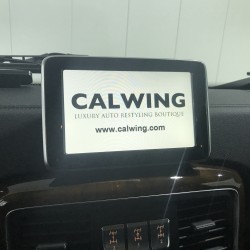 CALWING
LUXURY AUTO RESTYLING BOUTIQUE
www.calwing.com